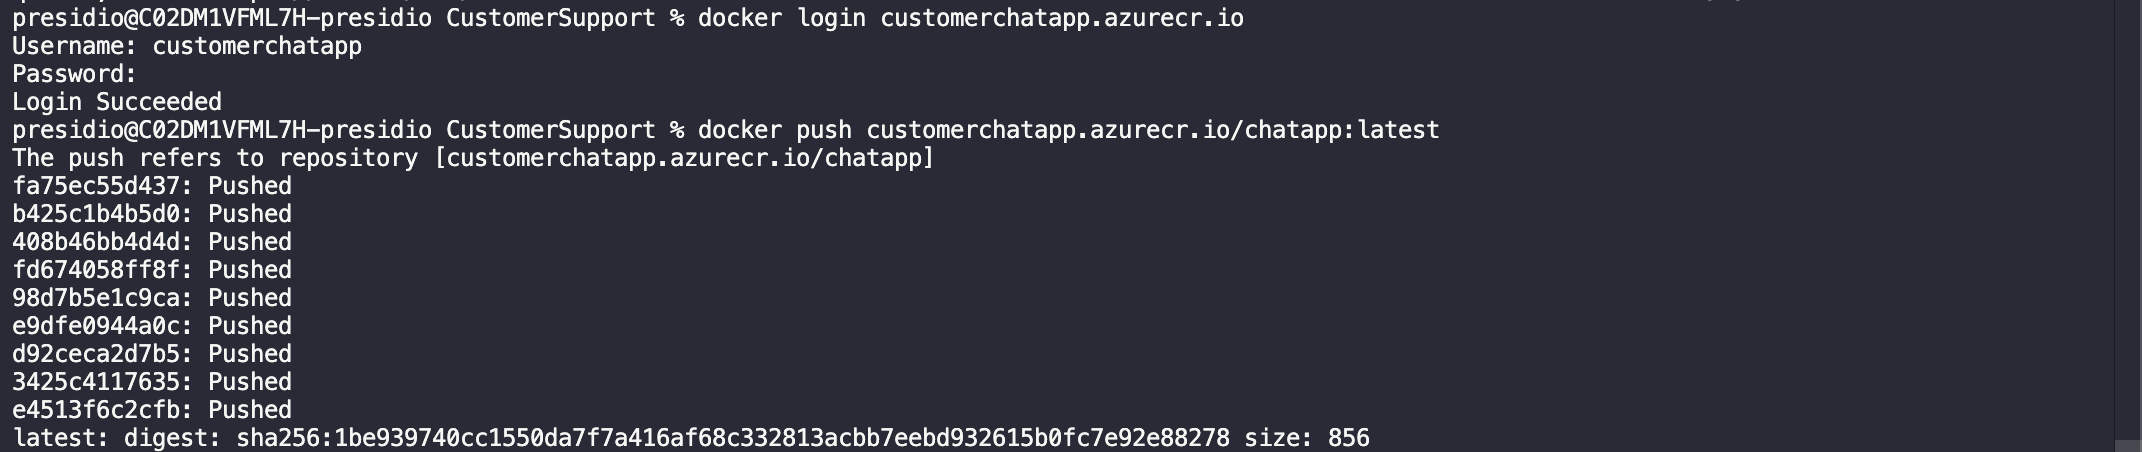 presidio@C02DM1VFML7H-presidio CustomerSupport % docker login customerchatapp.azurecr.io
Username: customerchatapp
Password:
Login Succeeded
presidio@C02DM1VFML7H-presidio CustomerSupport % docker push customerchatapp.azurecr.io/chatapp:latest
The push refers to repository [customerchatapp.azurecr.io/chatapp]
fa75ec55d437: Pushed
b425c1b4b5d0: Pushed
408b46bb4d4d: Pushed
fd674058ff8f: Pushed
98d7b5e1c9ca: Pushed
e9dfe0944a0c: Pushed
d92ceca2d7b5: Pushed
3425c4117635: Pushed
e4513f6c2cfb: Pushed
latest: digest: sha256:1be939740cc1550da7f7a416af68c332813acbb7eebd932615b0fc7e92e88278 size: 856